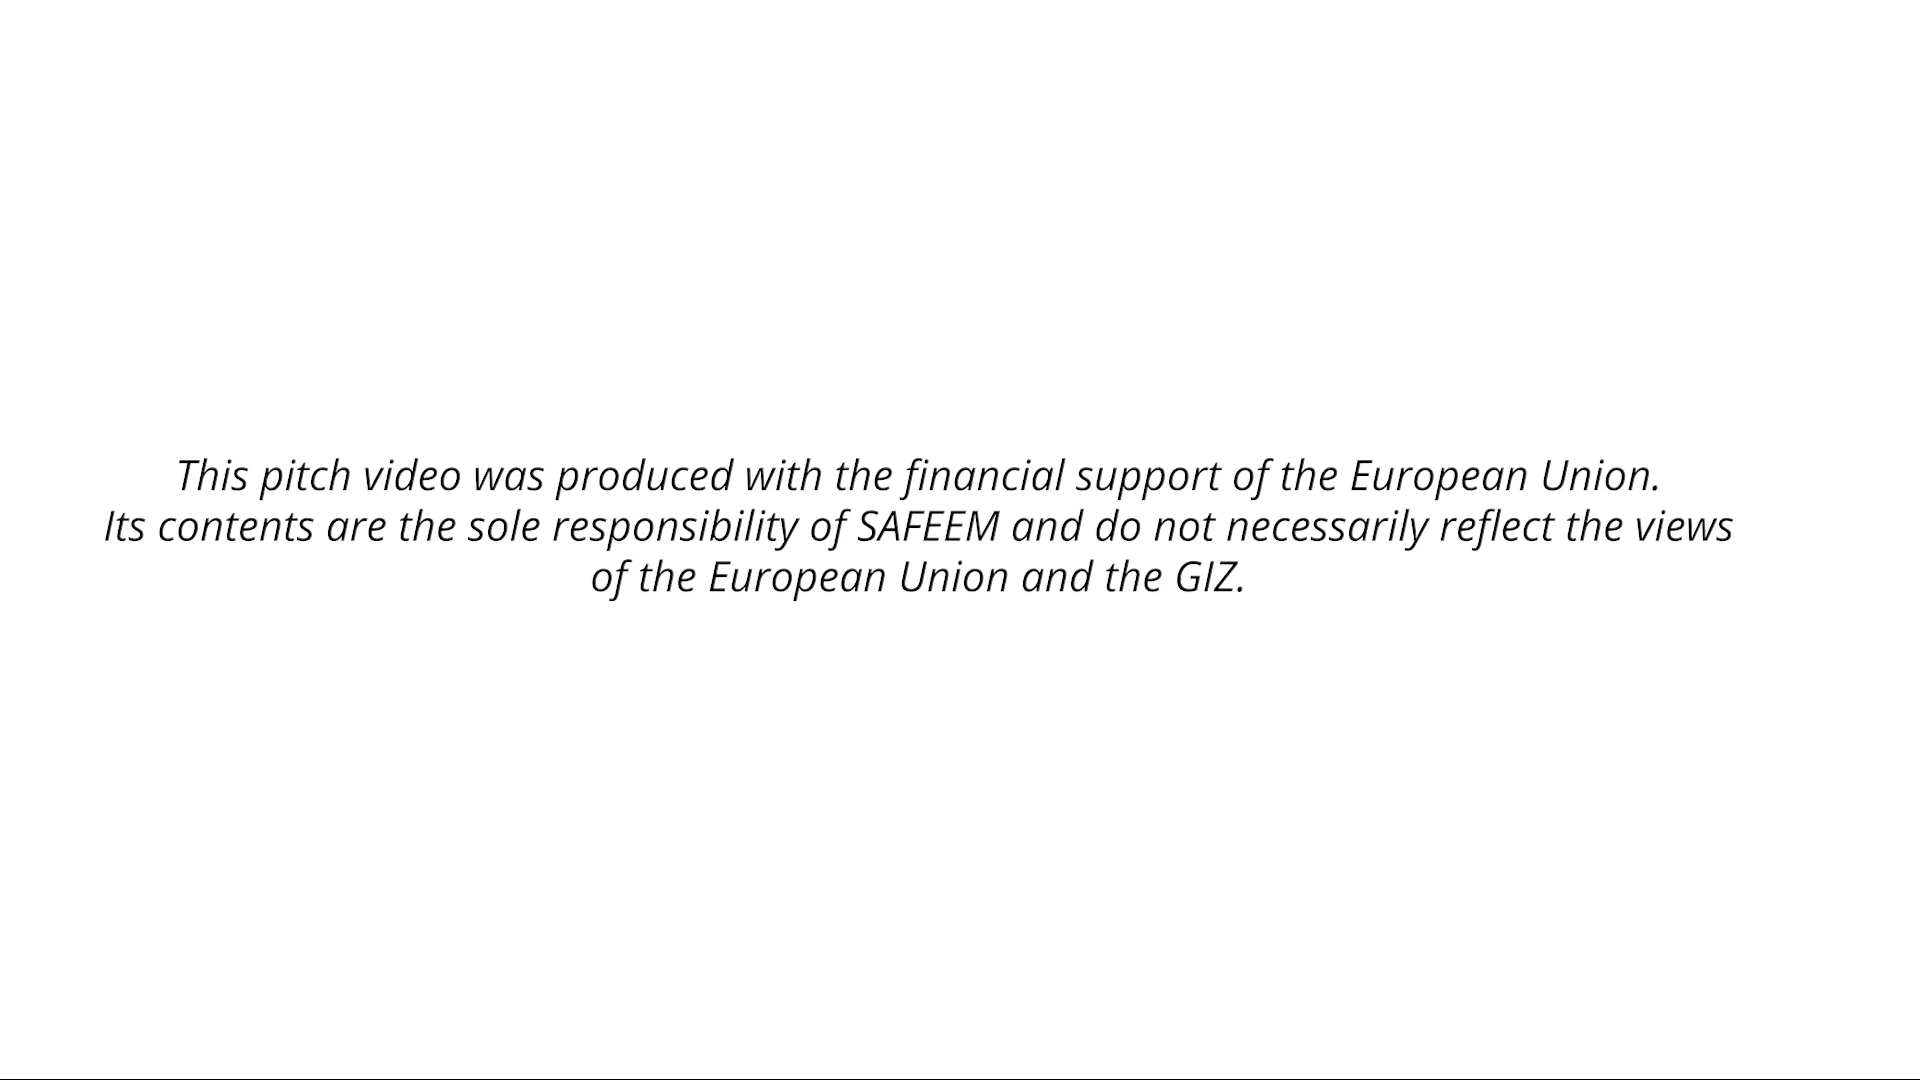 This pitch video was produced with the financial support of the European Union.
Its contents are the sole responsibility of SAFEEM and do not necessarily reflect the views
of the European Union and the GIZ.